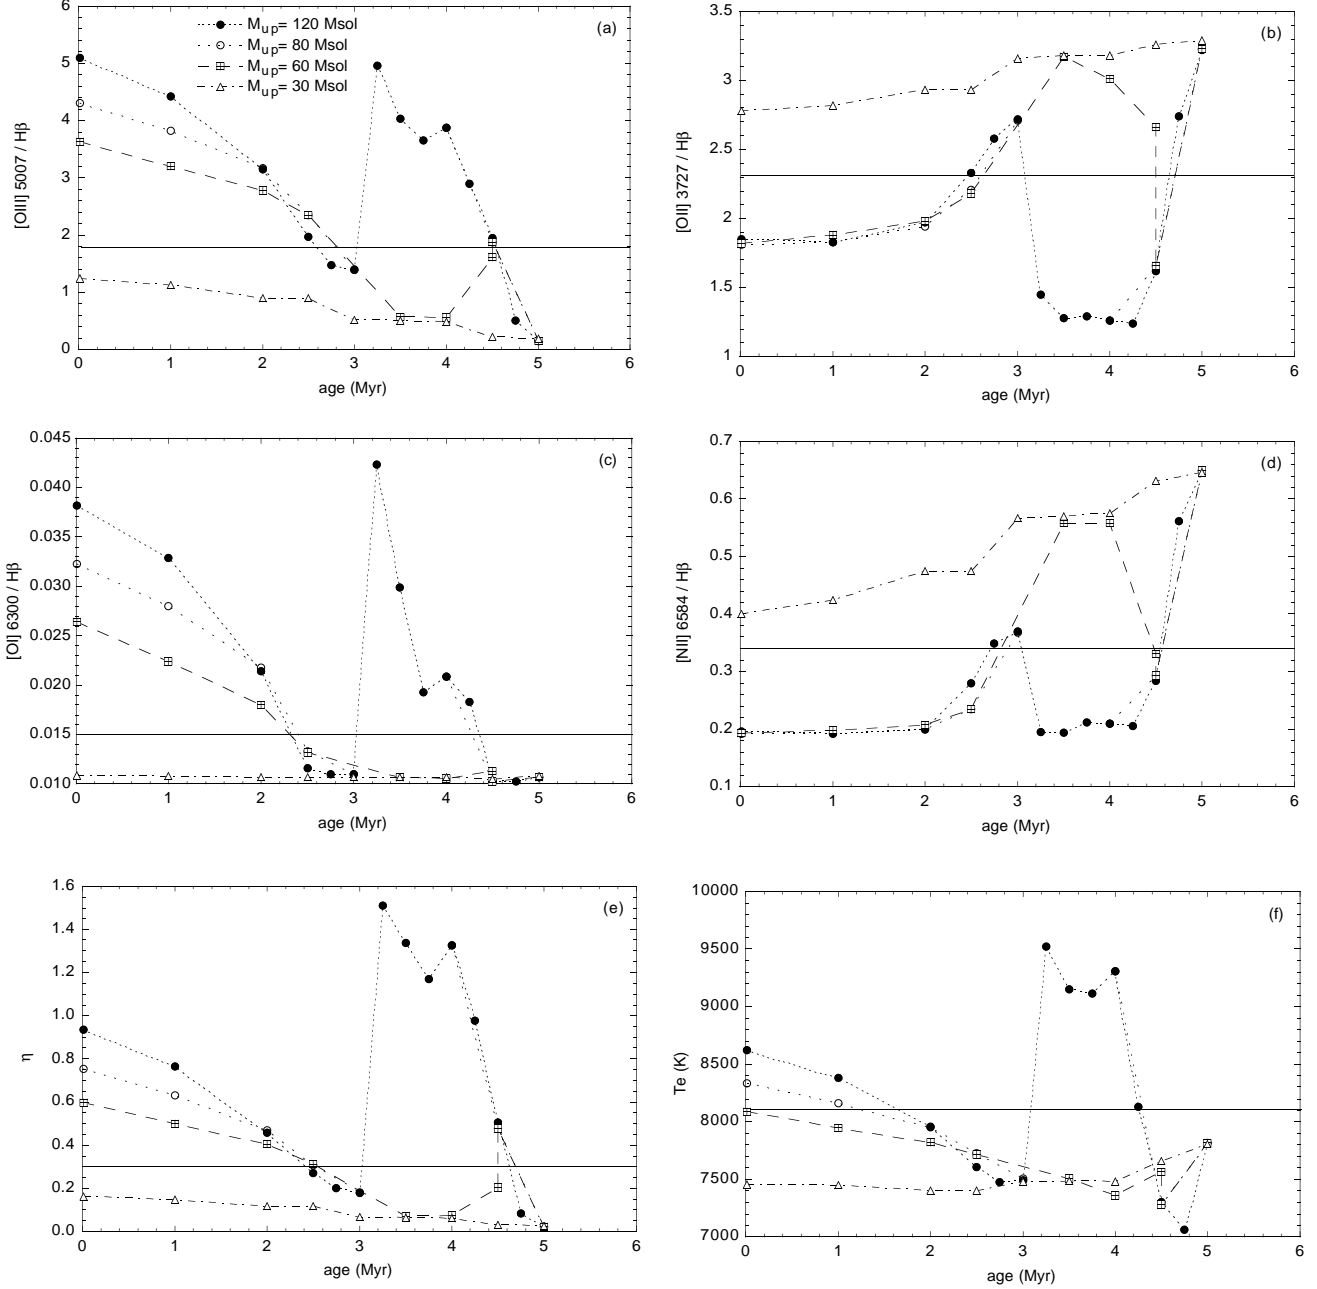 (a)
M up= 120 Msol
M up= 80 Msol
M up= 60 Msol
M up= 30 Msol
[OIII] 5007 / Hβ
6
5
4
3
2
1
0
0 1 2 3 4 5 6
age (Myr)
(b)
[OII] 3727 / Hβ
3.5
3
2.5
2
1.5
1
0 1 2 3 4 5 6
age (Myr)
(c)
[OI] 6300 / Hβ
0.045
0.040
0.035
0.030
0.025
0.020
0.015
0.010
0 1 2 3 4 5 6
age (Myr)
(d)
[NII] 6584 / Hβ
0.7
0.6
0.5
0.4
0.3
0.2
0.1
0 1 2 3 4 5 6
age (Myr)
(e)
η
1.6
1.4
1.2
1.0
0.8
0.6
0.4
0.2
0.0
0 1 2 3 4 5 6
age (Myr)
(f)
Te (K)
10000
9500
9000
8500
8000
7500
7000
0 1 2 3 4 5 6
age (Myr)